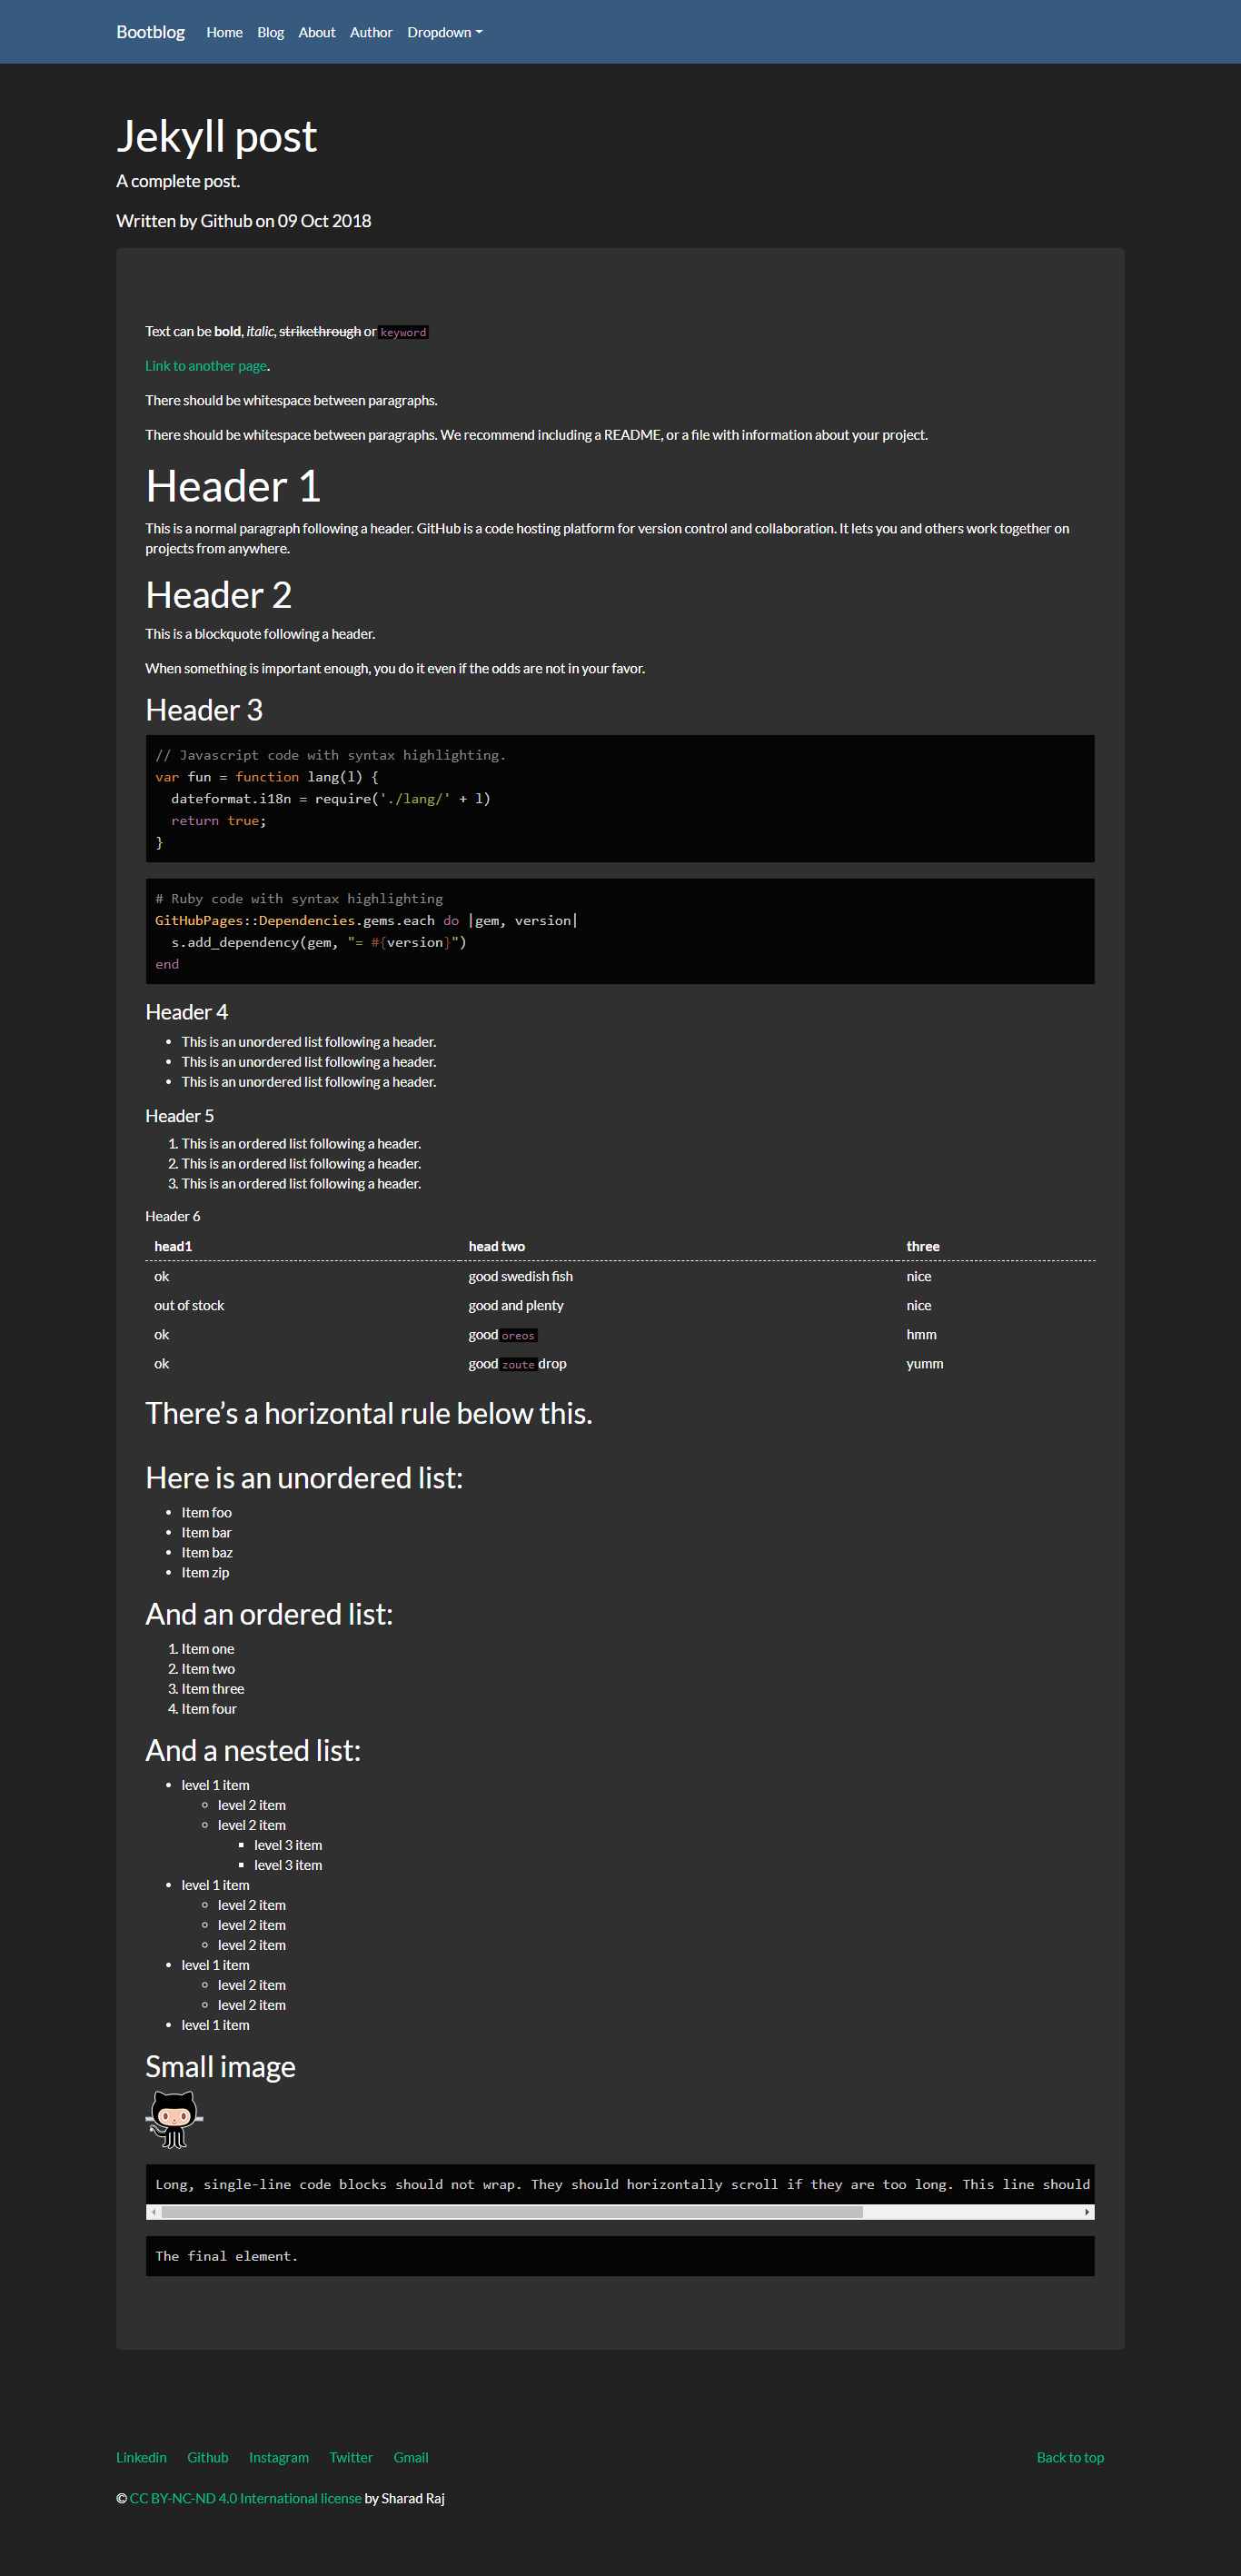 Bootblog Home Blog About Author Dropdown
Jekyll post
A complete post.
Written by Github on 09 Oct 2018
Text can be bold, italic, strikethrough or keyword
Link to another page.
There should be whitespace between paragraphs.
There should be whitespace between paragraphs. We recommend including a README, or a file with information about your project.
Header 1
This is a normal paragraph following a header. GitHub is a code hosting platform for version control and collaboration. It lets you and others work together on
projects from anywhere.
Header 2
This is a blockquote following a header.
When something is important enough, you do it even if the odds are not in your favor.
Header 3
// Javascript code with syntax highlighting.
var fun = function lang(l) {
  dateformat.i18n = require('./lang/' + l)
  return true;
}
# Ruby code with syntax highlighting
GitHubPages::Dependencies.gems.each do |gem, version|
  s.add_dependency(gem, "= #{version}")
end
Header 4
• This is an unordered list following a header.
• This is an unordered list following a header.
• This is an unordered list following a header.
Header 5
1. This is an ordered list following a header.
2. This is an ordered list following a header.
3. This is an ordered list following a header.
Header 6
head1 head two three
ok good swedish fish nice
out of stock good and plenty nice
ok good oreos hmm
ok good zoute drop yumm
There’s a horizontal rule below this.
Here is an unordered list:
• Item foo
• Item bar
• Item baz
• Item zip
And an ordered list:
1. Item one
2. Item two
3. Item three
4. Item four
And a nested list:
• level 1 item
◦ level 2 item
◦ level 2 item
▪ level 3 item
▪ level 3 item
• level 1 item
◦ level 2 item
◦ level 2 item
◦ level 2 item
• level 1 item
◦ level 2 item
◦ level 2 item
• level 1 item
Small image
Long, single-line code blocks should not wrap. They should horizontally scroll if they are too long. This line should
The final element.
Linkedin Github Instagram Twitter Gmail Back to top
© CC BY-NC-ND 4.0 International license by Sharad Raj